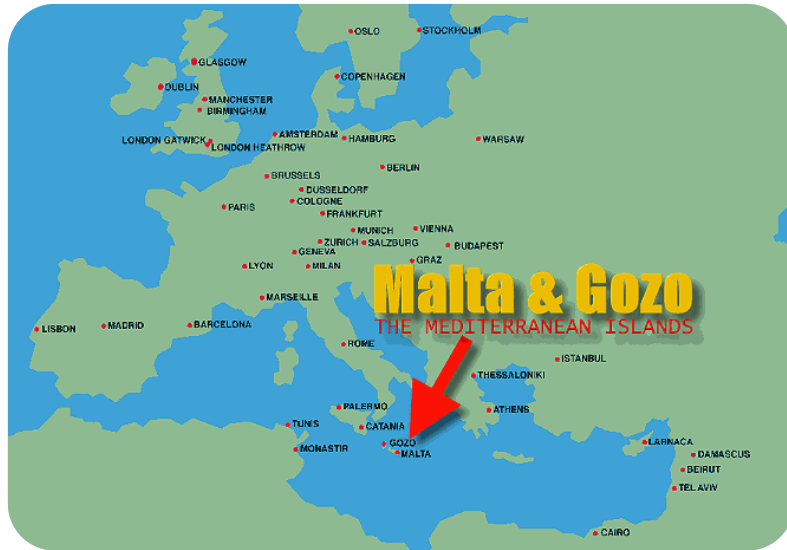 OSLO
STOCKHOLM
GLASGOW
COPENHAGEN
DUBLIN
MANCHESTER
BIRMINGHAM
AMSTERDAM
HAMBURG
WARSAW
LONDON GATWICK
LONDON HEATHROW
BERLIN
BRUSSELS
DUSSELDORF
COLOGNE
PARIS
FRANKFURT
MUNICH
VIENNA
ZURICH
SALZBURG
BUDAPEST
GENEVA
GRAZ
LYON
MILAN
Malta & Gozo
MARSEILLE
THE MEDITERRANEAN ISLANDS
LISBON
MADRID
BARCELONA
ROME
ISTANBUL
THESSALONIKI
PALERMO
ATHENS
TUNIS
CATANIA
GOZO
LARNACA
MONASTIR
MALTA
DAMASCUS
BEIRUT
TEL AVIV
CAIRO